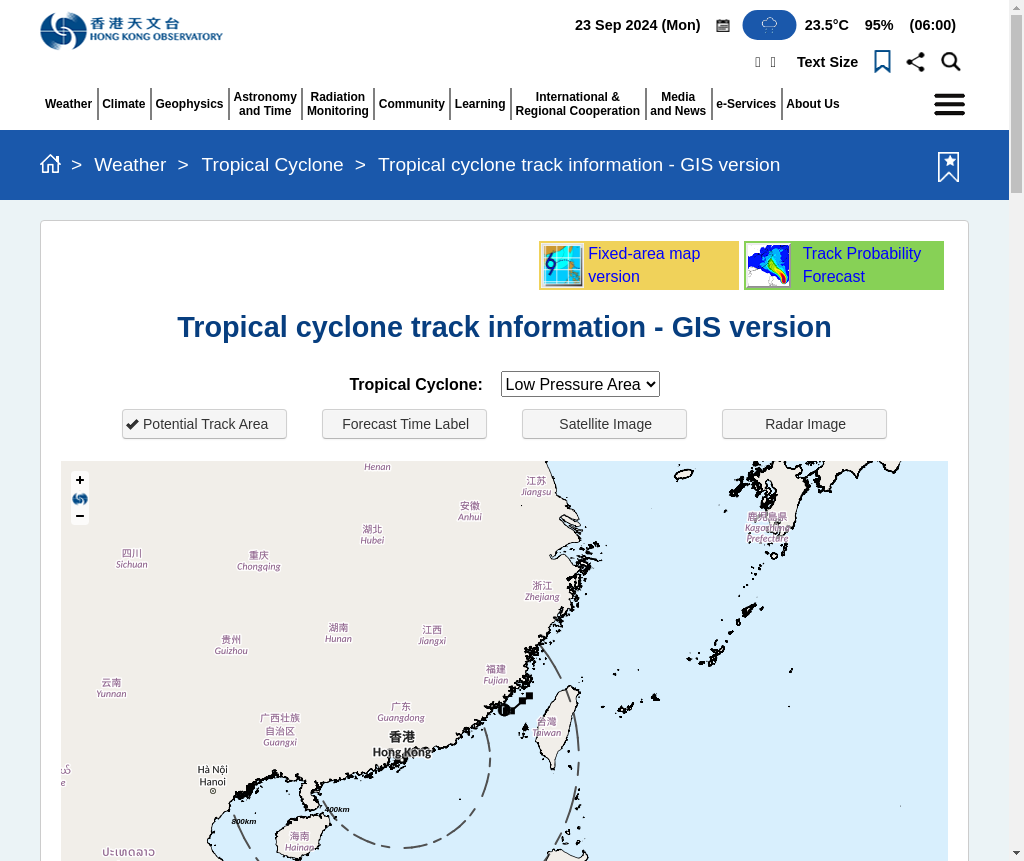 香港天文台
HONG KONG OBSERVATORY
23 Sep 2024 (Mon)
23.5°C 95% (06:00)
Text Size
Weather
Climate
Geophysics
Astronomy
and Time
Radiation
Monitoring
Community
Learning
International &
Regional Cooperation
Media
and News
e-Services
About Us
> Weather > Tropical Cyclone > Tropical cyclone track information - GIS version
Fixed-area map
version
Track Probability
Forecast
Tropical cyclone track information - GIS version
Tropical Cyclone: Low Pressure Area
Potential Track Area
Forecast Time Label
Satellite Image
Radar Image
+
−
Henan
江苏
Jiangsu
安徽
Anhui
鹿児島県
Kagoshima
Prefecture
湖北
Hubei
四川
Sichuan
重庆
Chongqing
浙江
Zhejiang
湖南
Hunan
江西
Jiangxi
贵州
Guizhou
福建
Fujian
云南
Yunnan
广东
Guangdong
广西壮族
自治区
Guangxi
台灣
Taiwan
香港
Hong Kong
Hà Nội
Hanoi
400km
800km
海南
Hainan
ປະເທດລາວ